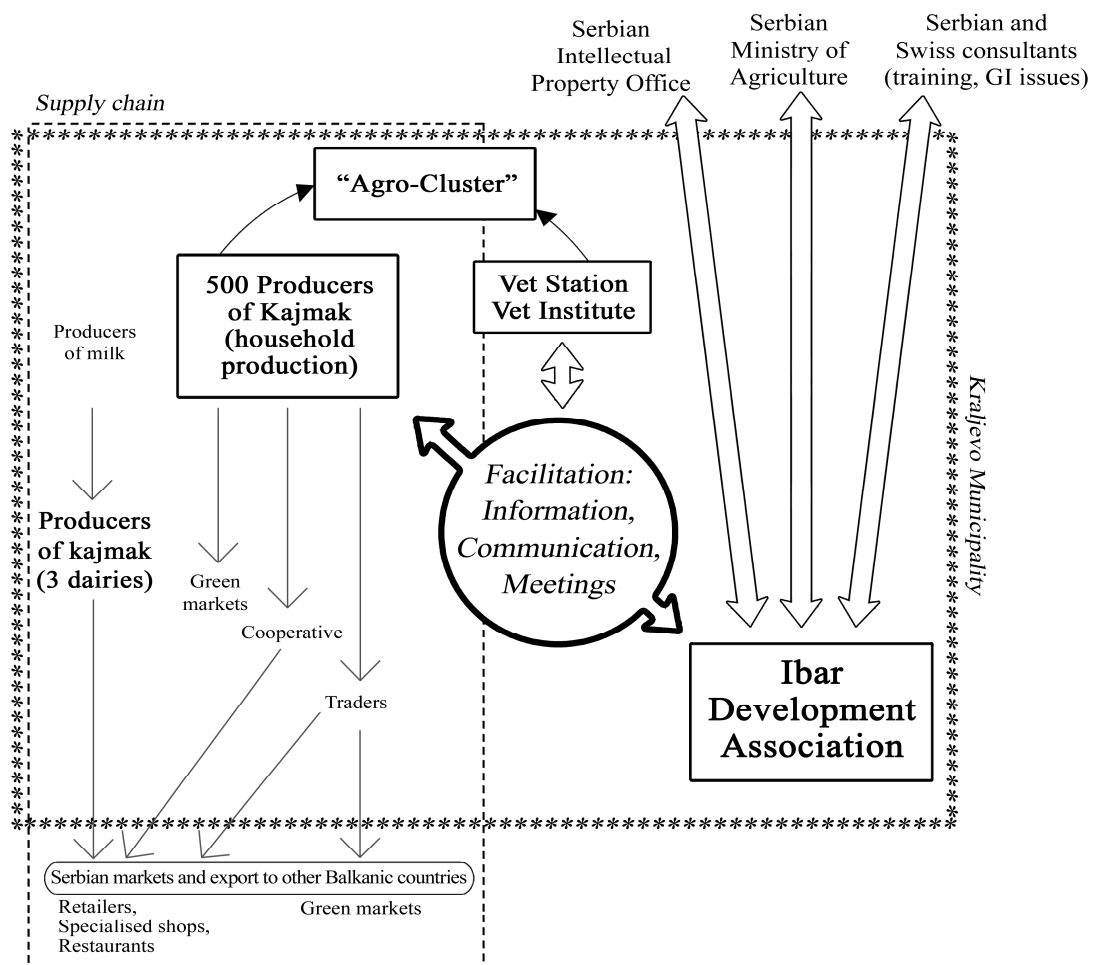 Serbian
Intellectual
Property Office
Serbian
Ministry of
Agriculture
Serbian and
Swiss consultants
(training, GI issues)
Supply chain
“Agro-Cluster”
500 Producers
of Kajmak
(household
production)
Vet Station
Vet Institute
Producers
of milk
Kraljevo Municipality
Facilitation:
Information,
Communication,
Meetings
Producers
of kajmak
(3 dairies)
Green
markets
Cooperative
Traders
Ibar
Development
Association
Serbian markets and export to other Balkanic countries
Retailers,
Specialised shops,
Restaurants
Green markets